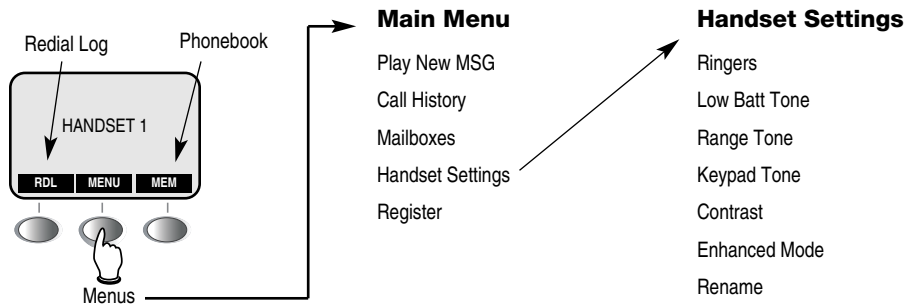 Redial Log
Phonebook
HANDSET 1
RDL MENU MEM
Menus
Main Menu
Play New MSG
Call History
Mailboxes
Handset Settings
Register
Handset Settings
Ringers
Low Batt Tone
Range Tone
Keypad Tone
Contrast
Enhanced Mode
Rename